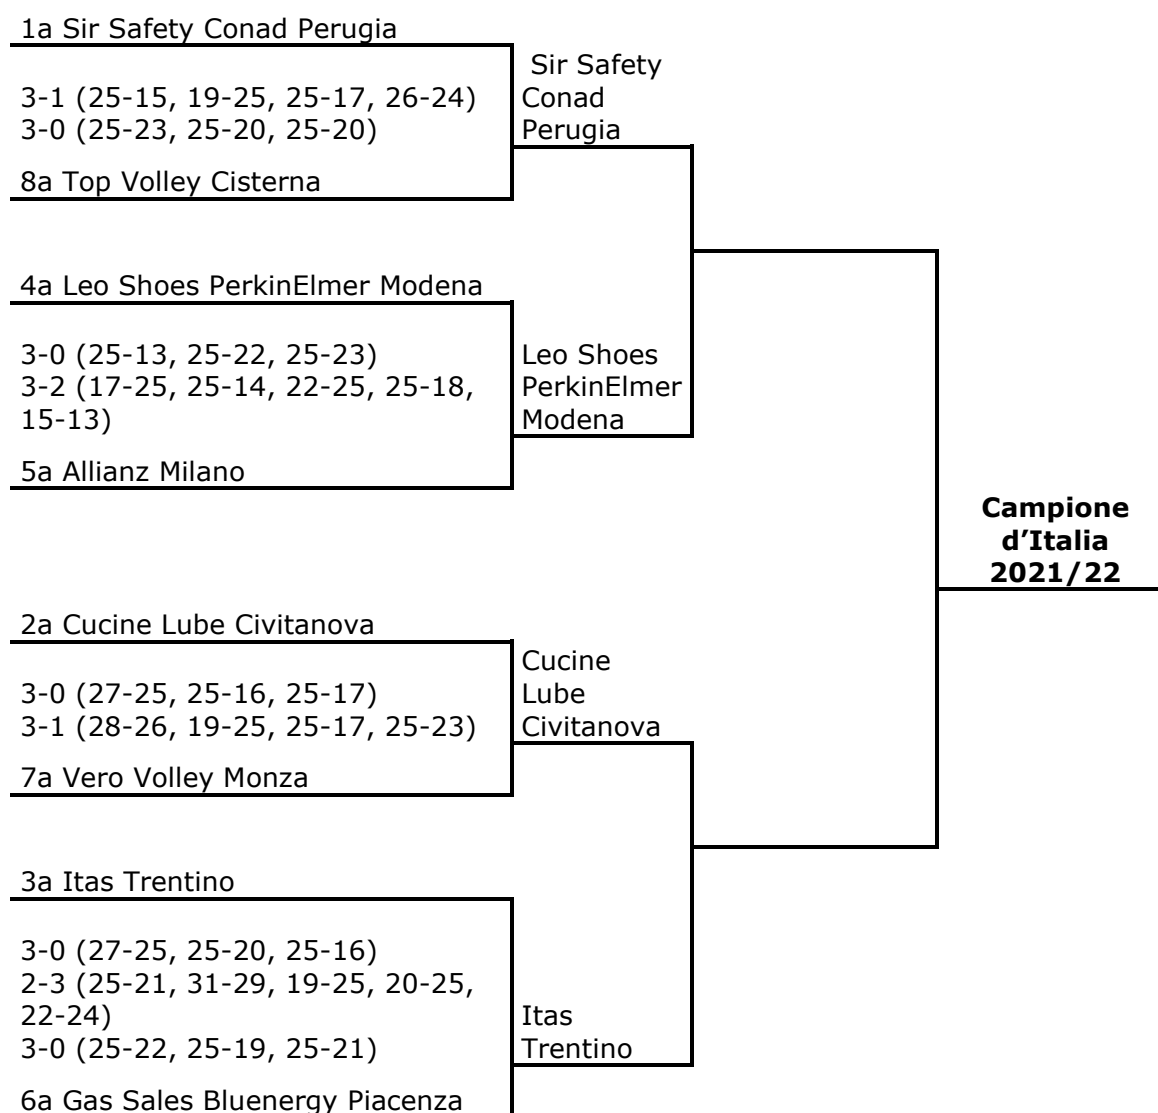 1a Sir Safety Conad Perugia
3-1 (25-15, 19-25, 25-17, 26-24)
3-0 (25-23, 25-20, 25-20)
8a Top Volley Cisterna
Sir Safety
Conad
Perugia
4a Leo Shoes PerkinElmer Modena
3-0 (25-13, 25-22, 25-23)
3-2 (17-25, 25-14, 22-25, 25-18,
15-13)
5a Allianz Milano
Leo Shoes
PerkinElmer
Modena
2a Cucine Lube Civitanova
3-0 (27-25, 25-16, 25-17)
3-1 (28-26, 19-25, 25-17, 25-23)
7a Vero Volley Monza
Cucine
Lube
Civitanova
3a Itas Trentino
3-0 (27-25, 25-20, 25-16)
2-3 (25-21, 31-29, 19-25, 20-25,
22-24)
3-0 (25-22, 25-19, 25-21)
6a Gas Sales Bluenergy Piacenza
Itas
Trentino
Campione
d’Italia
2021/22